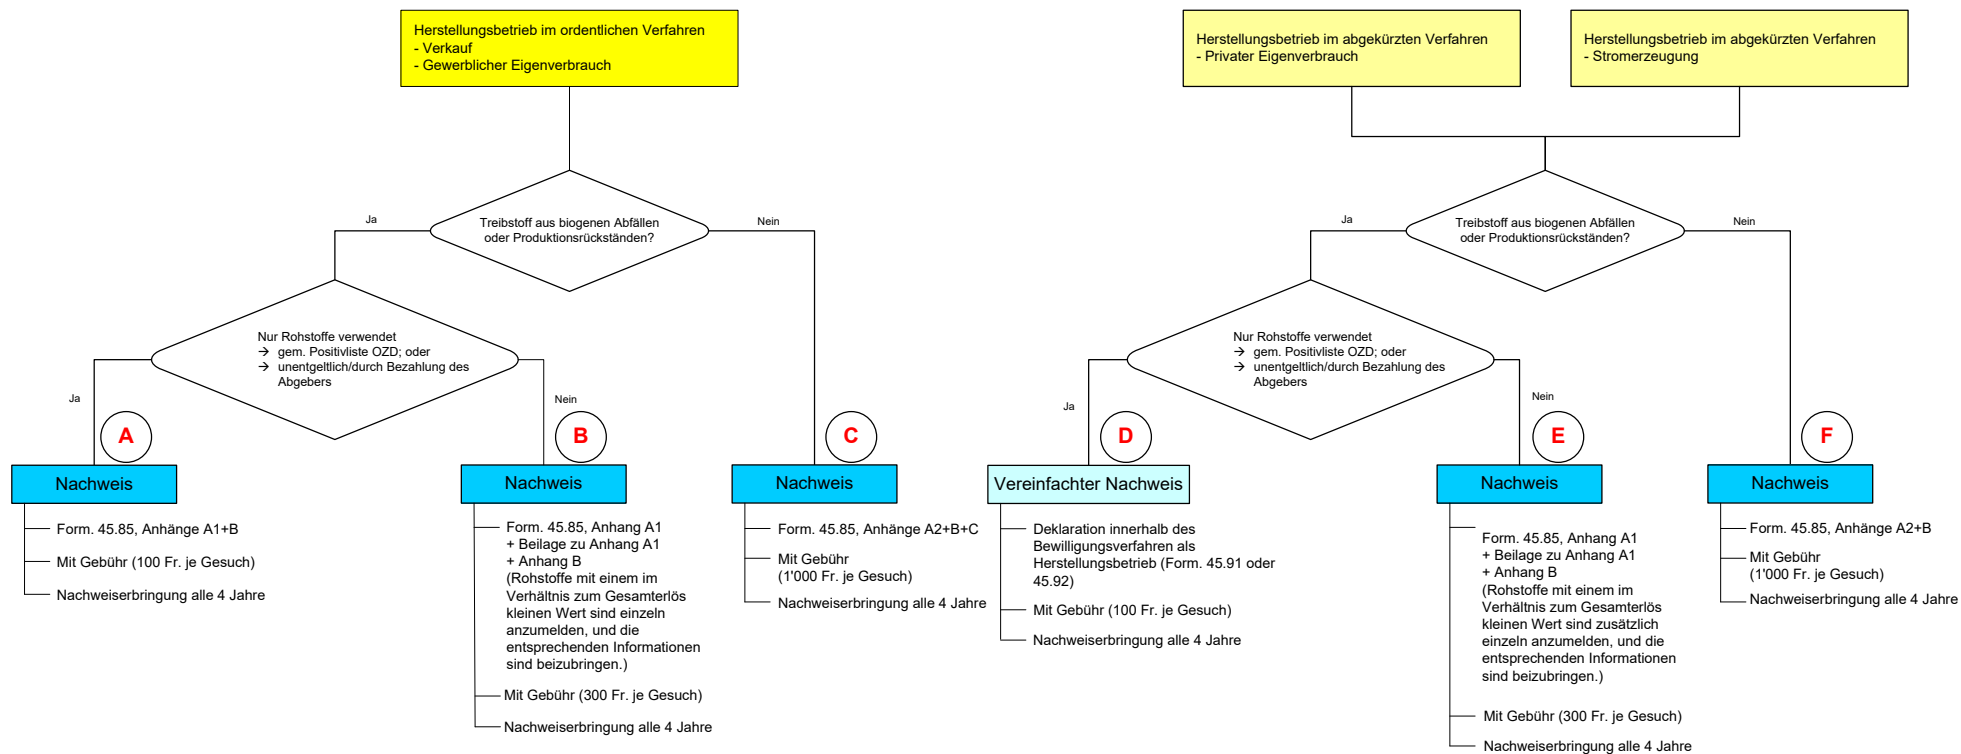 Herstellungsbetrieb im ordentlichen Verfahren
- Verkauf
- Gewerblicher Eigenverbrauch
Herstellungsbetrieb im abgekürzten Verfahren
- Privater Eigenverbrauch
Herstellungsbetrieb im abgekürzten Verfahren
- Stromerzeugung
Ja
Treibstoff aus biogenen Abfällen
oder Produktionsrückständen?
Nein
Ja
Treibstoff aus biogenen Abfällen
oder Produktionsrückständen?
Nein
Nur Rohstoffe verwendet
→ gem. Positivliste OZD; oder
→ unentgeltlich/durch Bezahlung des
Abgebers
Ja
Nein
Nur Rohstoffe verwendet
→ gem. Positivliste OZD; oder
→ unentgeltlich/durch Bezahlung des
Abgebers
Ja
Nein
A
Nachweis
Form. 45.85, Anhänge A1+B
Mit Gebühr (100 Fr. je Gesuch)
Nachweiserbringung alle 4 Jahre
B
Nachweis
Form. 45.85, Anhang A1
+ Beilage zu Anhang A1
+ Anhang B
(Rohstoffe mit einem im
Verhältnis zum Gesamterlös
kleinen Wert sind einzeln
anzumelden, und die
entsprechenden Informationen
sind beizubringen.)
Mit Gebühr (300 Fr. je Gesuch)
Nachweiserbringung alle 4 Jahre
C
Nachweis
Form. 45.85, Anhänge A2+B+C
Mit Gebühr
(1'000 Fr. je Gesuch)
Nachweiserbringung alle 4 Jahre
D
Vereinfachter Nachweis
Deklaration innerhalb des
Bewilligungsverfahren als
Herstellungsbetrieb (Form. 45.91 oder
45.92)
Mit Gebühr (100 Fr. je Gesuch)
Nachweiserbringung alle 4 Jahre
E
Nachweis
Form. 45.85, Anhang A1
+ Beilage zu Anhang A1
+ Anhang B
(Rohstoffe mit einem im
Verhältnis zum Gesamterlös
kleinen Wert sind zusätzlich
einzeln anzumelden, und die
entsprechenden Informationen
sind beizubringen.)
Mit Gebühr (300 Fr. je Gesuch)
Nachweiserbringung alle 4 Jahre
F
Nachweis
Form. 45.85, Anhänge A2+B
Mit Gebühr
(1'000 Fr. je Gesuch)
Nachweiserbringung alle 4 Jahre